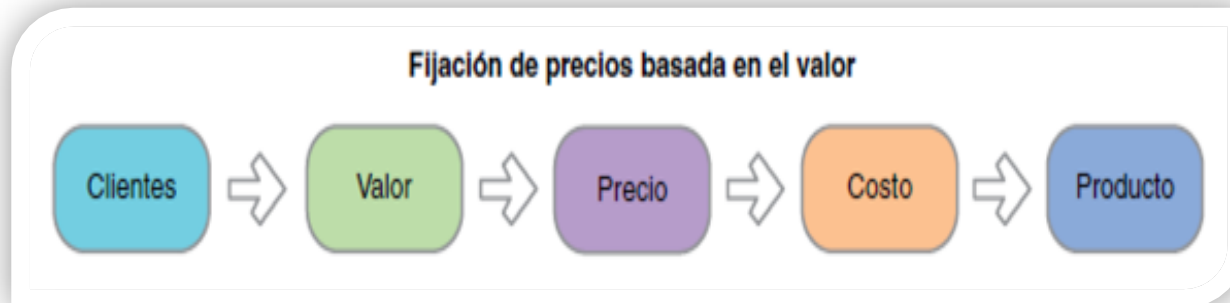 Fijación de precios basada en el valor
Clientes Valor Precio Costo Producto